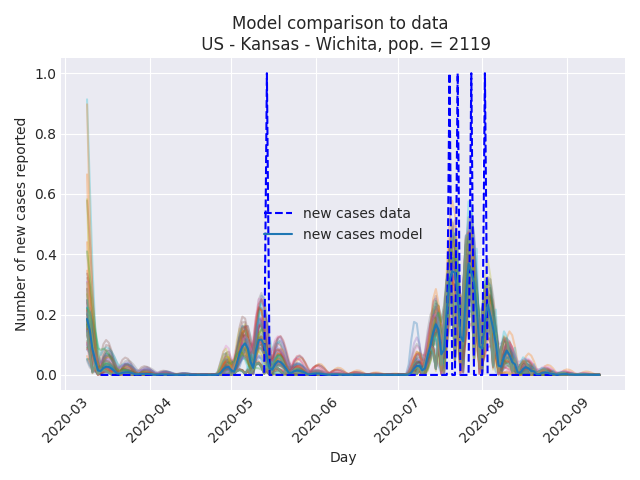 Model comparison to data
US - Kansas - Wichita, pop. = 2119
Number of new cases reported
1.0
0.8
0.6
0.4
0.2
0.0
new cases data
new cases model
2020-03
2020-04
2020-05
2020-06
2020-07
2020-08
2020-09
Day